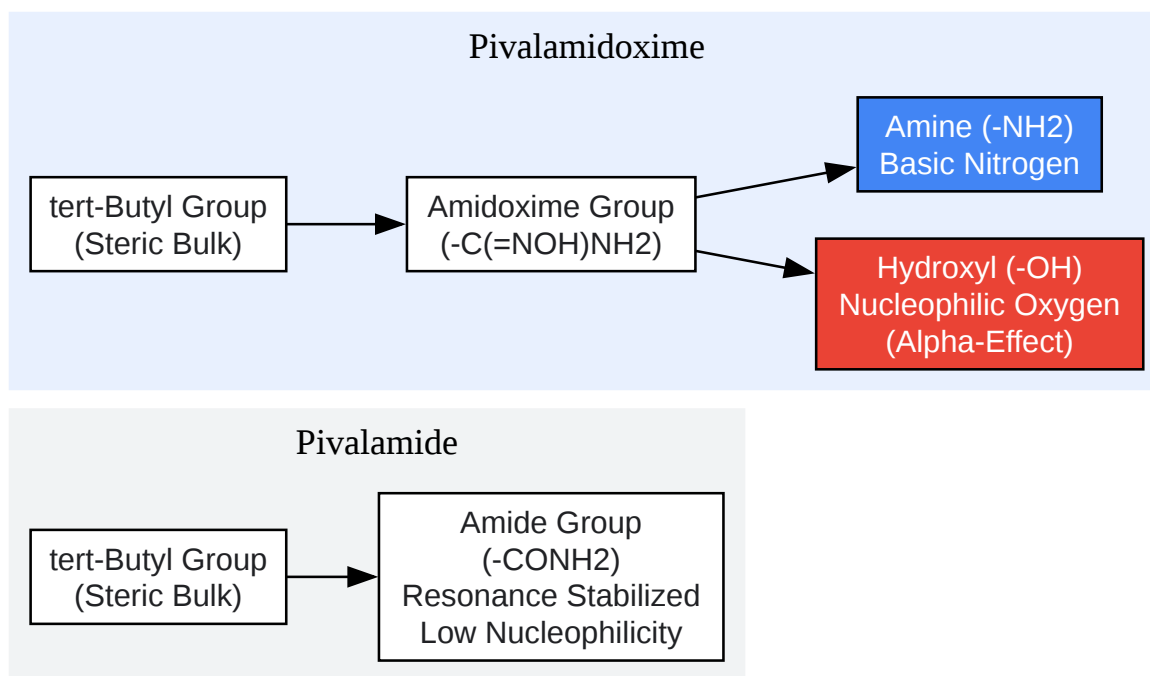 Pivalamidoxime
tert-Butyl Group
(Steric Bulk)
Amidoxime Group
(-C(=NOH)NH2)
Amine (-NH2)
Basic Nitrogen
Hydroxyl (-OH)
Nucleophilic Oxygen
(Alpha-Effect)
Pivalamide
tert-Butyl Group
(Steric Bulk)
Amide Group
(-CONH2)
Resonance Stabilized
Low Nucleophilicity